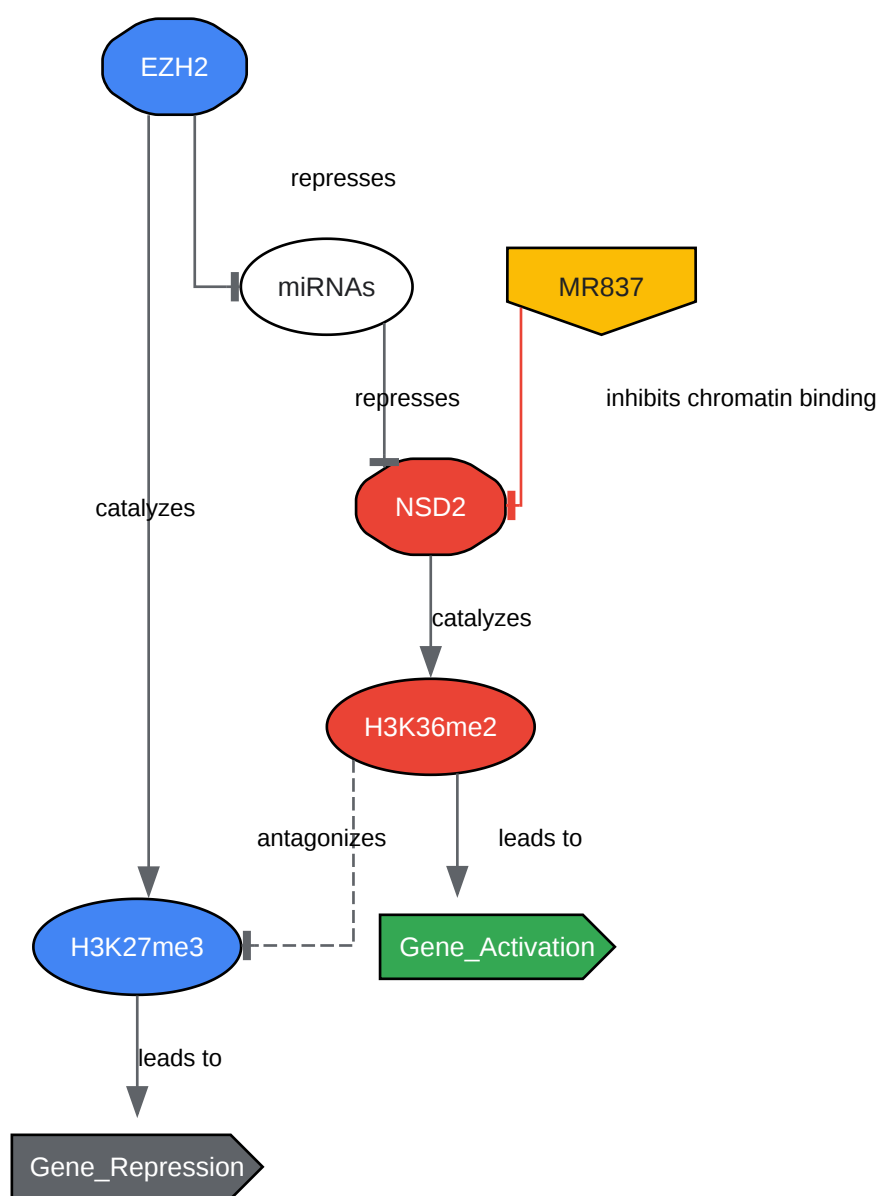 EZH2
represses
miRNAs
MR837
represses
inhibits chromatin binding
catalyzes
NSD2
catalyzes
H3K36me2
antagonizes
leads to
H3K27me3
Gene_Activation
leads to
Gene_Repression